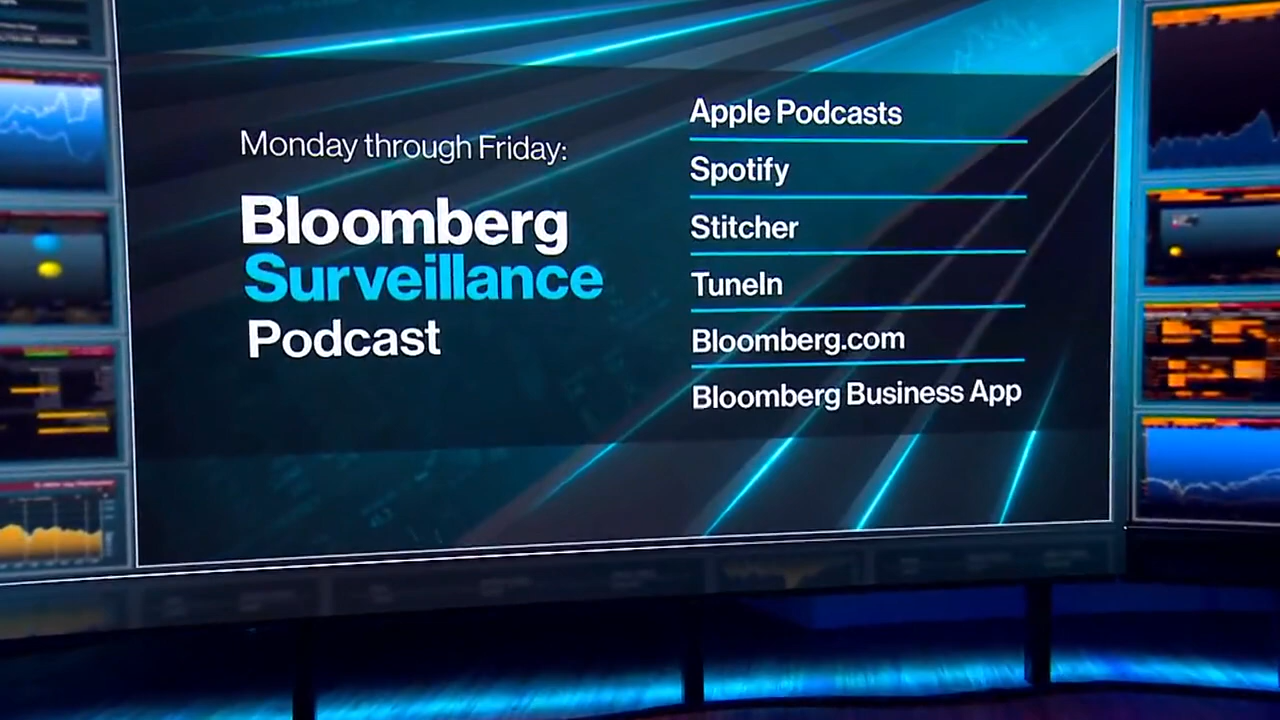 Monday through Friday:
Bloomberg
Surveillance
Podcast
Apple Podcasts
Spotify
Stitcher
TuneIn
Bloomberg.com
Bloomberg Business App